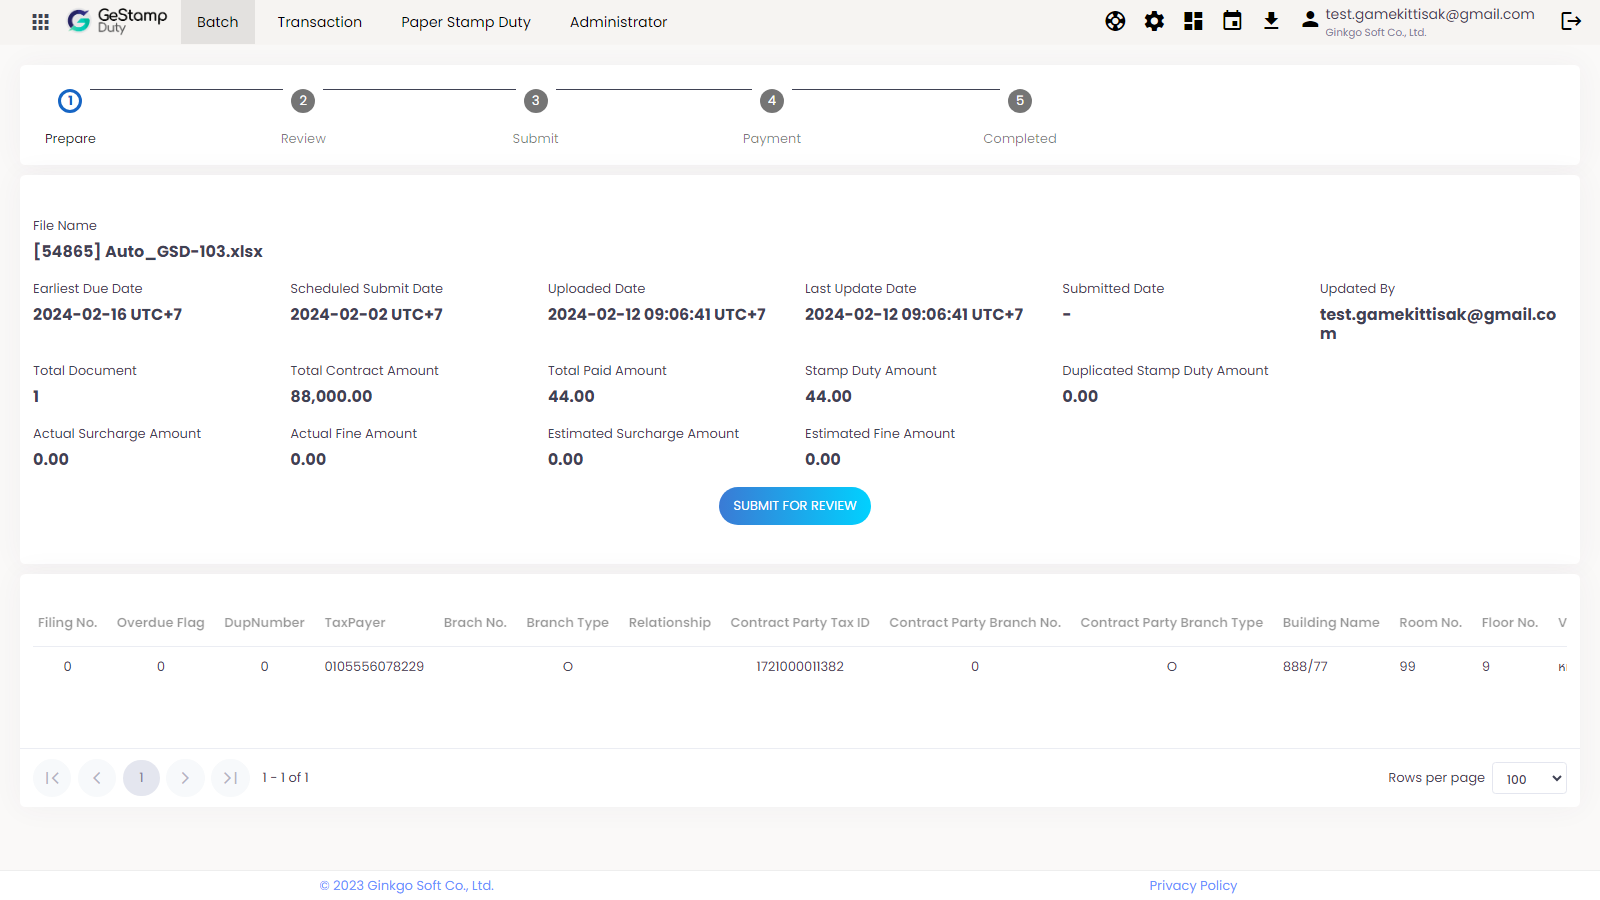 GeStamp
Duty
Batch
Transaction
Paper Stamp Duty
Administrator
test.gamekittisak@gmail.com
Ginkgo Soft Co., Ltd.
1
2
3
4
5
Prepare
Review
Submit
Payment
Completed
File Name
[54865] Auto_GSD-103.xlsx
Earliest Due Date
Scheduled Submit Date
Uploaded Date
Last Update Date
Submitted Date
Updated By
2024-02-16 UTC+7
2024-02-02 UTC+7
2024-02-12 09:06:41 UTC+7
2024-02-12 09:06:41 UTC+7
-
test.gamekittisak@gmail.co
m
Total Document
Total Contract Amount
Total Paid Amount
Stamp Duty Amount
Duplicated Stamp Duty Amount
1
88,000.00
44.00
44.00
0.00
Actual Surcharge Amount
Actual Fine Amount
Estimated Surcharge Amount
Estimated Fine Amount
0.00
0.00
0.00
0.00
SUBMIT FOR REVIEW
Filing No. Overdue Flag DupNumber TaxPayer Brach No. Branch Type Relationship Contract Party Tax ID Contract Party Branch No. Contract Party Branch Type Building Name Room No. Floor No. V
0 0 0 0105556078229 O 1721000011382 0 O 888/77 99 9
1
1 - 1 of 1
Rows per page
100
© 2023 Ginkgo Soft Co., Ltd.
Privacy Policy